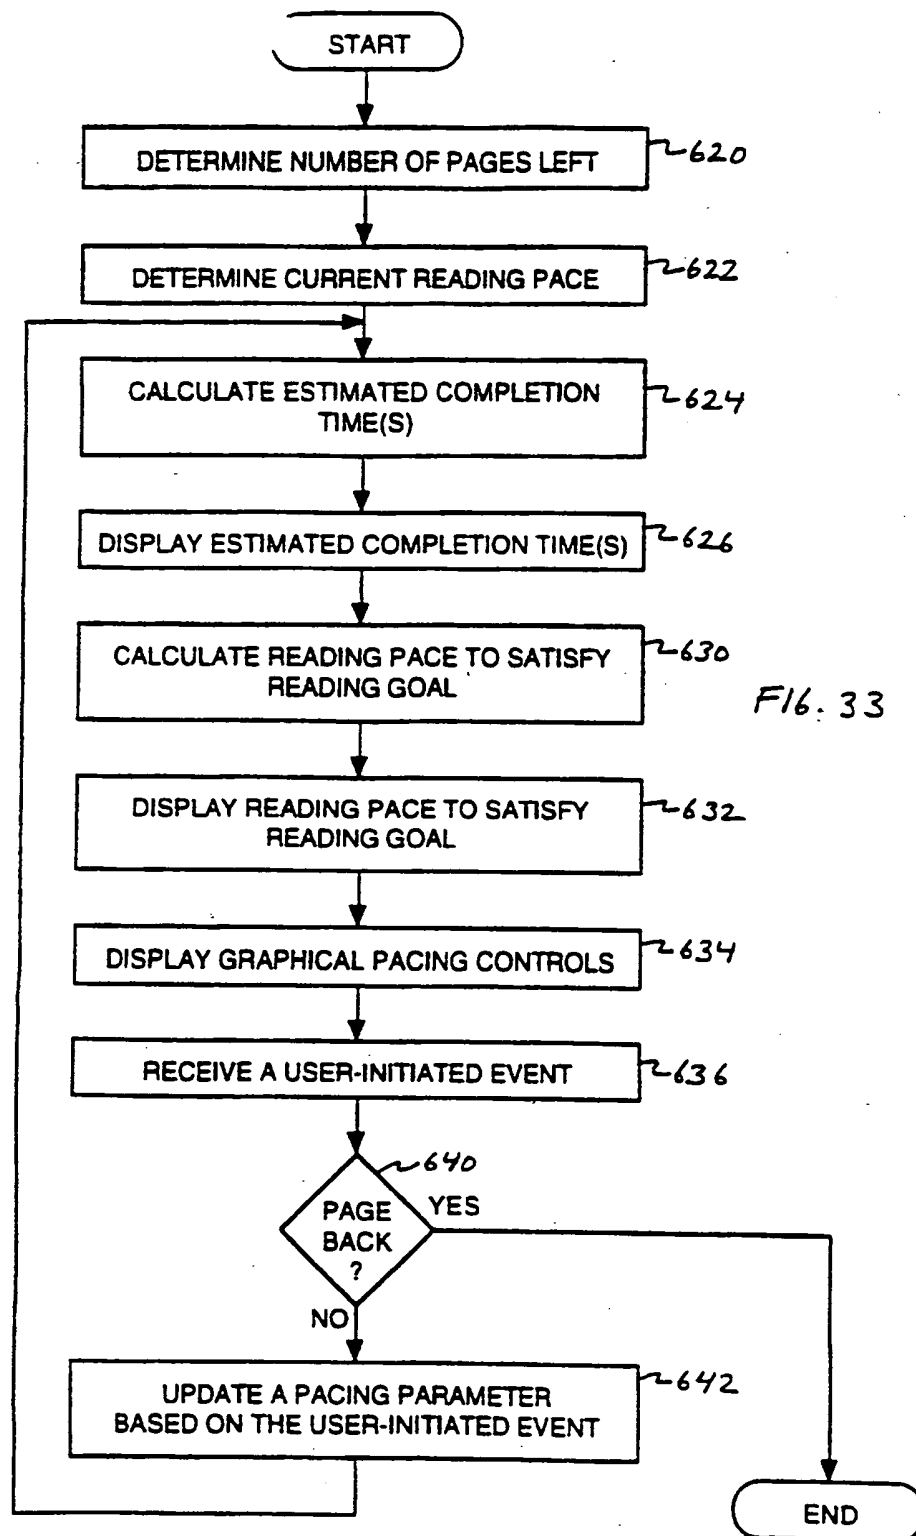 START
DETERMINE NUMBER OF PAGES LEFT
620
DETERMINE CURRENT READING PACE
622
CALCULATE ESTIMATED COMPLETION
TIME(S)
624
DISPLAY ESTIMATED COMPLETION TIME(S)
626
CALCULATE READING PACE TO SATISFY
READING GOAL
630
FIG. 33
DISPLAY READING PACE TO SATISFY
READING GOAL
632
DISPLAY GRAPHICAL PACING CONTROLS
634
RECEIVE A USER-INITIATED EVENT
636
640
PAGE
BACK
?
YES
NO
UPDATE A PACING PARAMETER
BASED ON THE USER-INITIATED EVENT
642
END